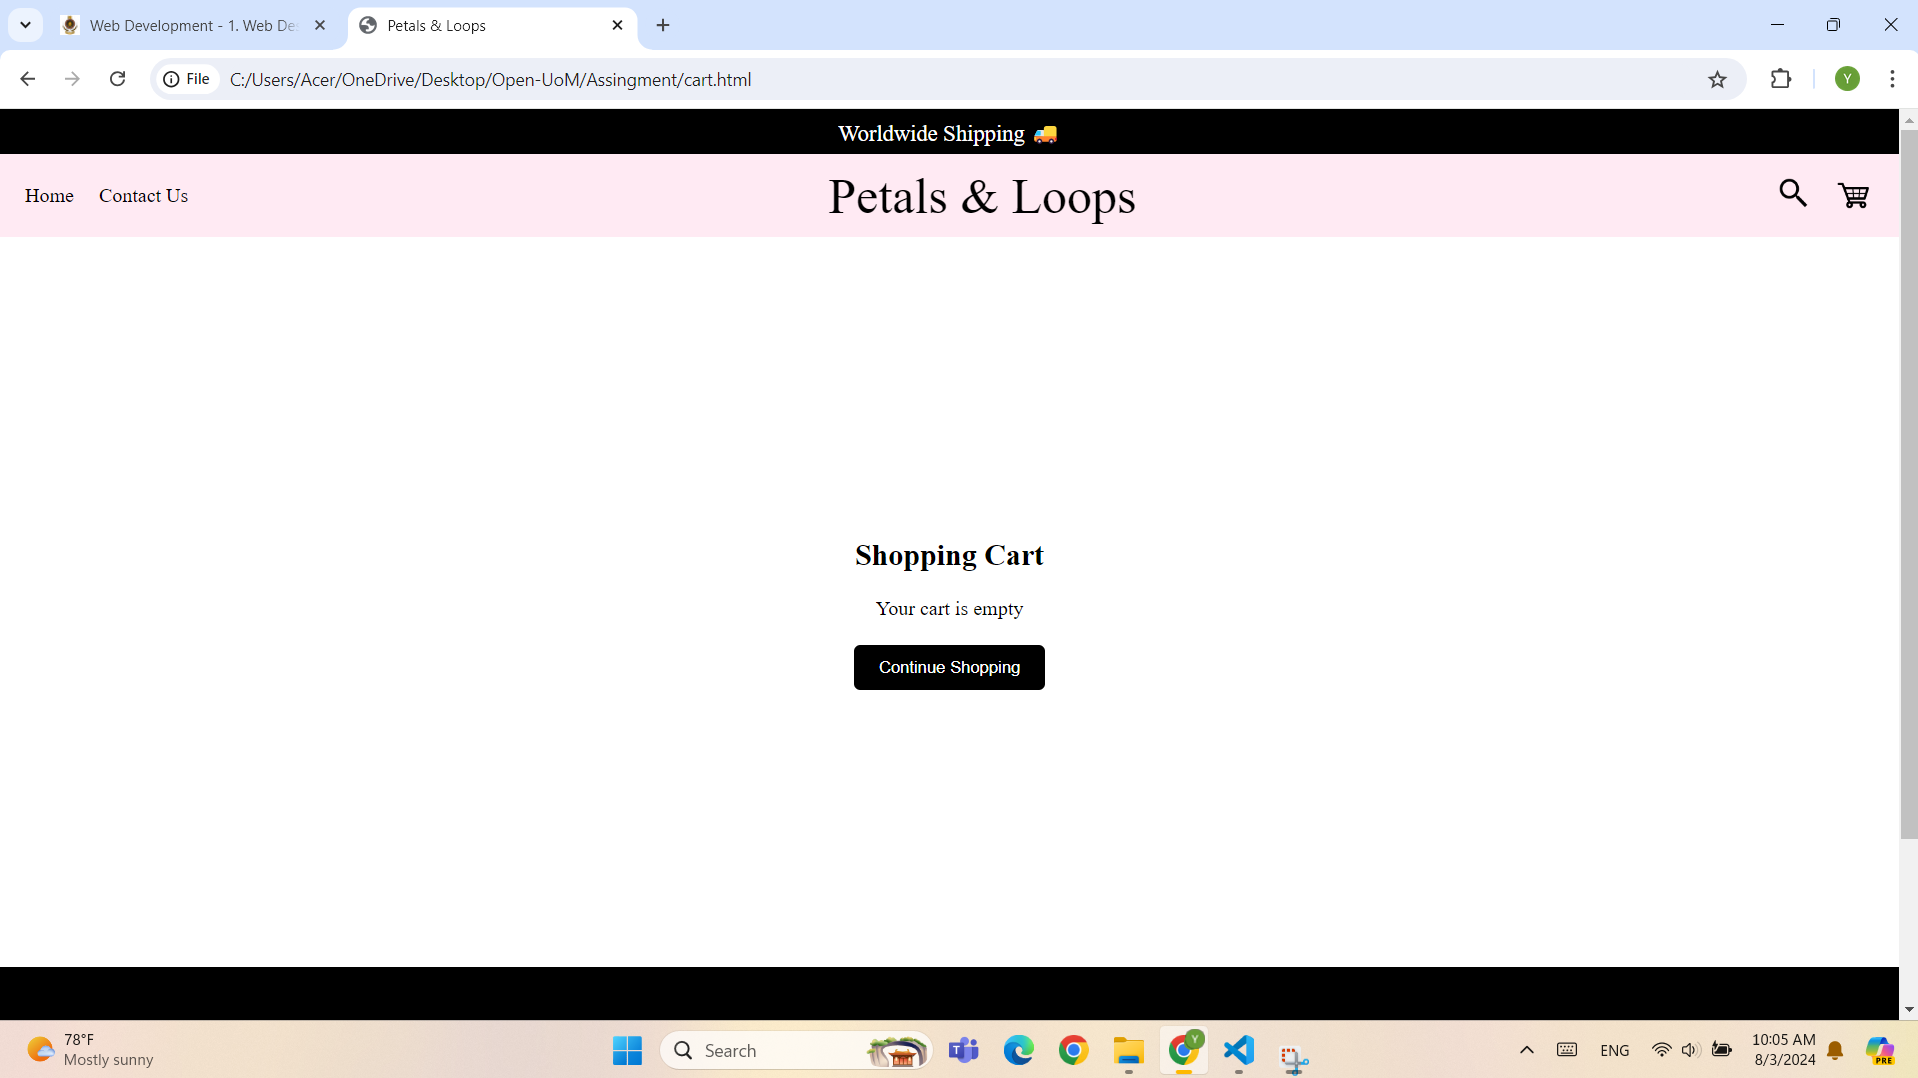 Web Development - 1. Web De
Petals & Loops
File
C:/Users/Acer/OneDrive/Desktop/Open-UoM/Assingment/cart.html
Y
Worldwide Shipping 🚚
Home
Contact Us
Petals & Loops
Shopping Cart
Your cart is empty
Continue Shopping
78°F
Mostly sunny
Search
Y
ENG
10:05 AM
8/3/2024
PRE